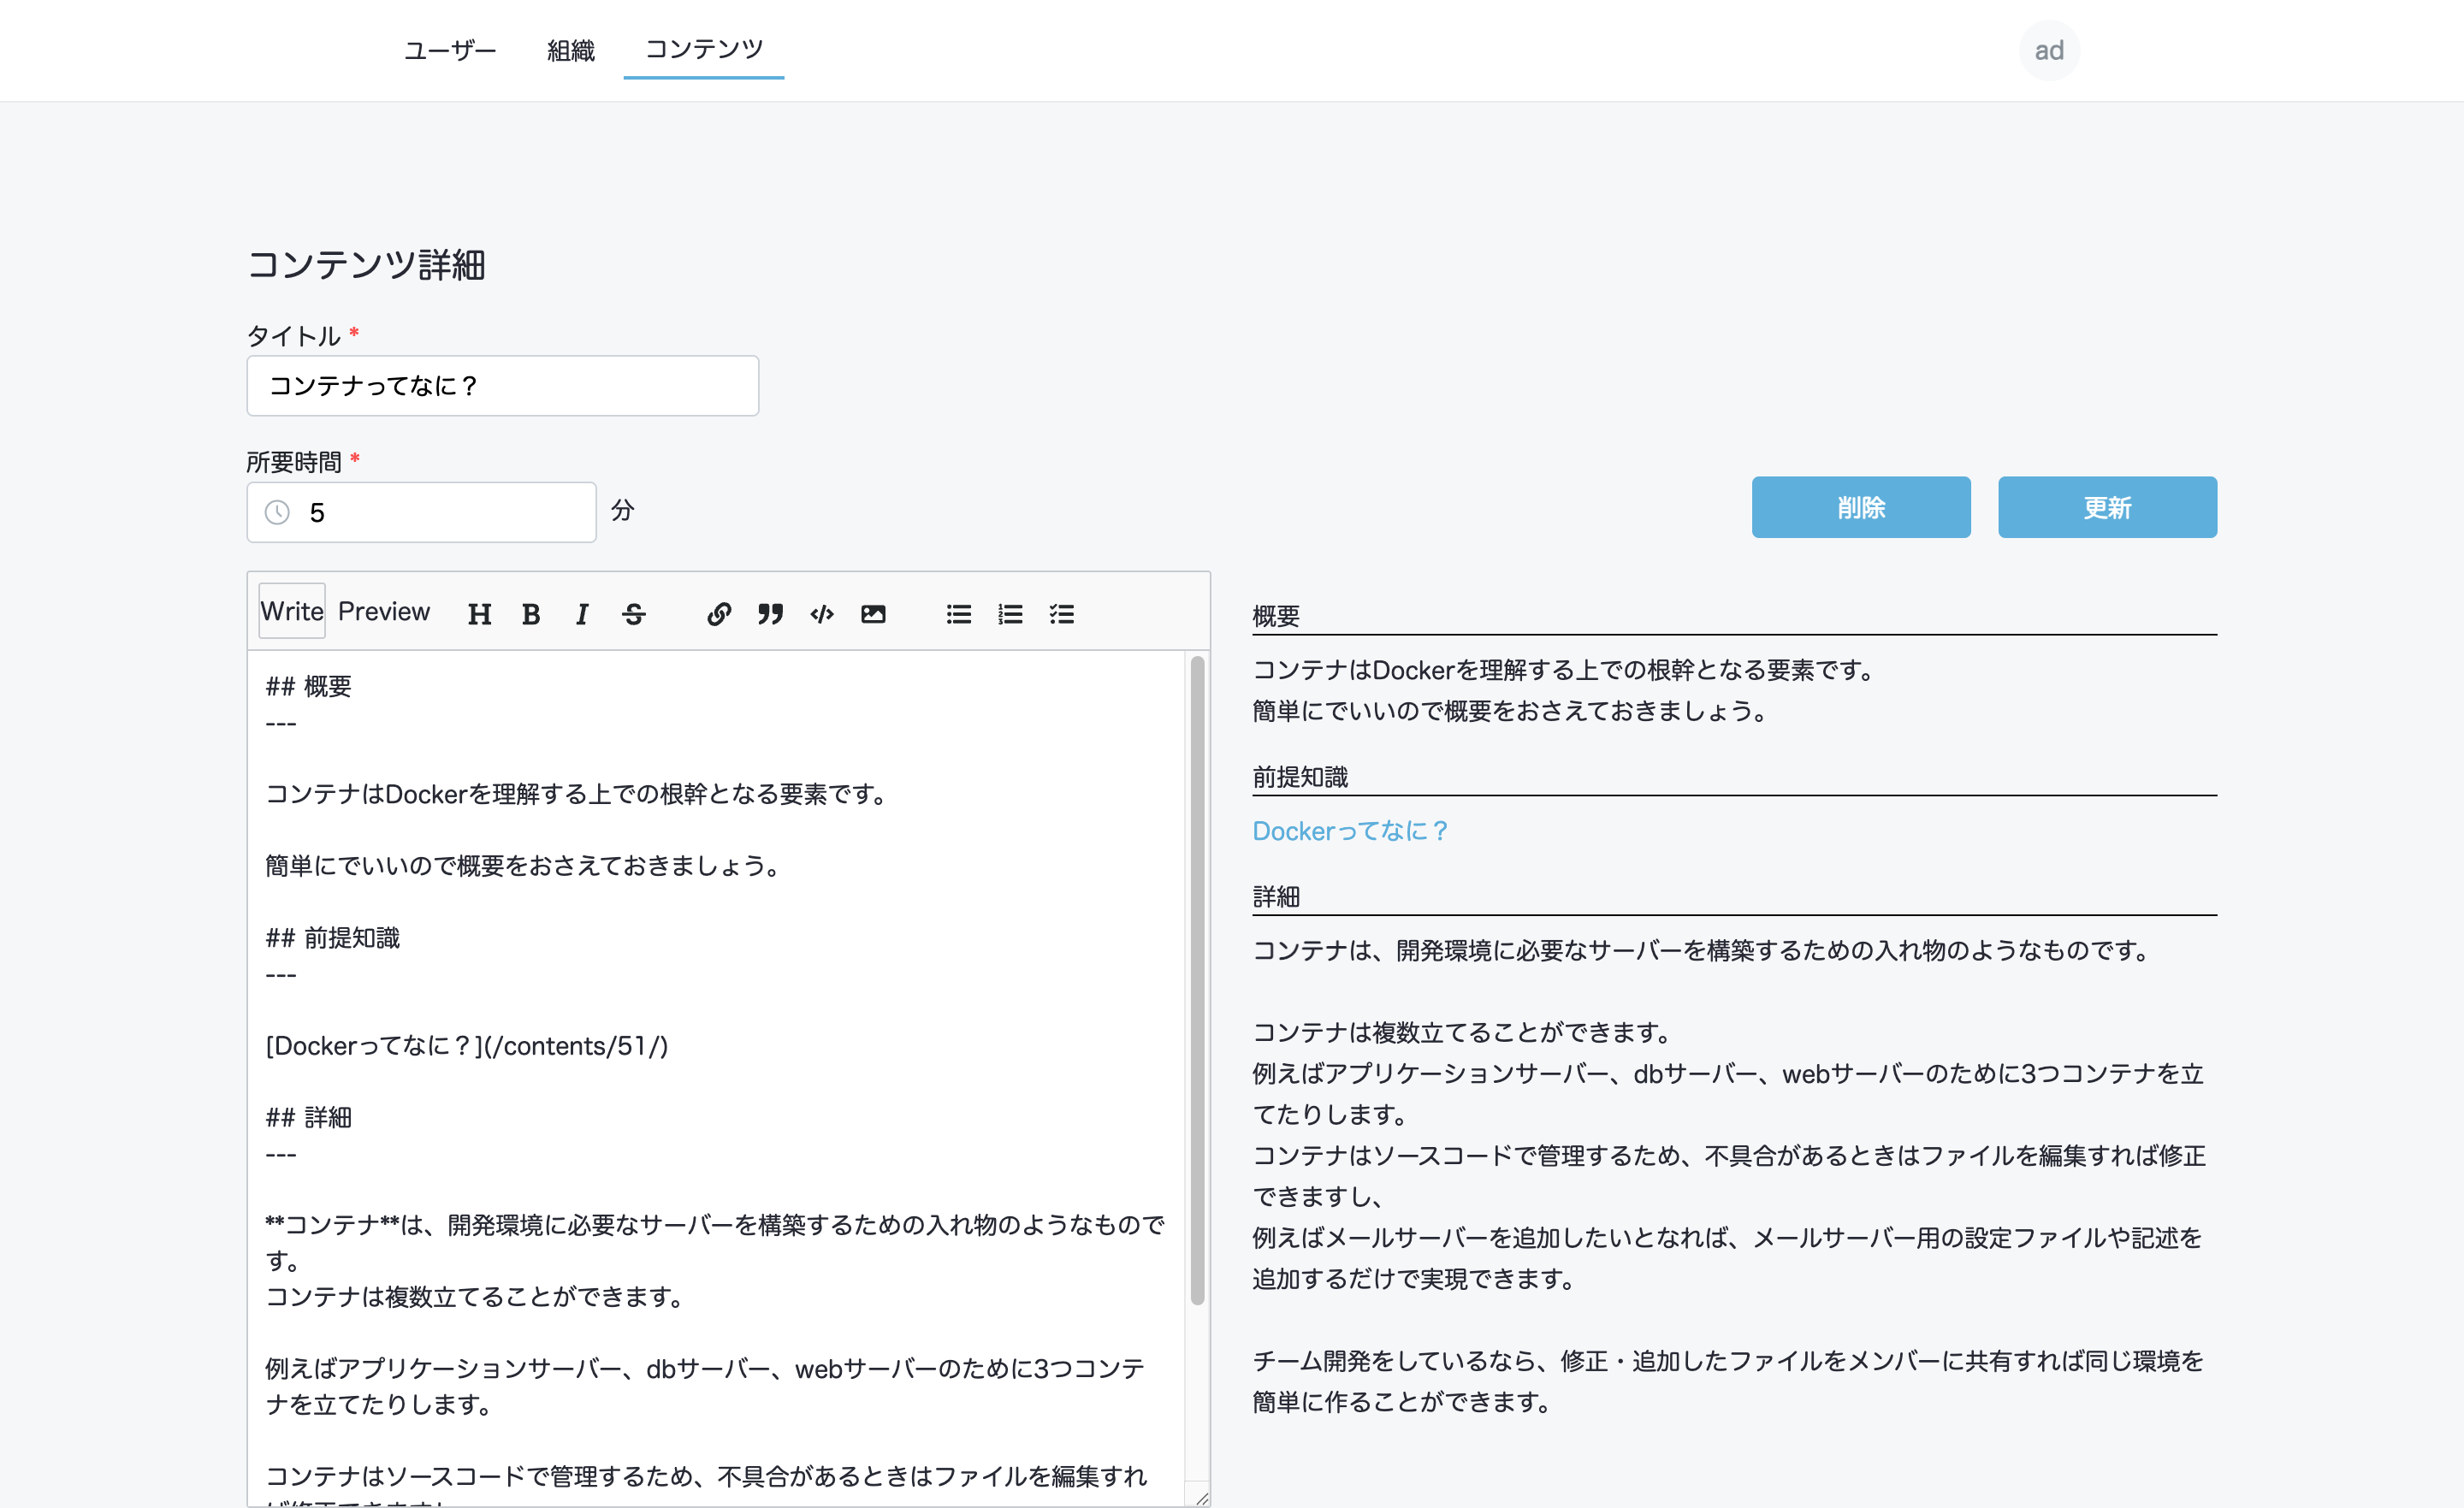 ユーザー 組織 コンテンツ ad
コンテンツ詳細
タイトル *
コンテナってなに？
所要時間 *
5 分
削除 更新
Write Preview H B I S
## 概要
---
コンテナはDockerを理解する上での根幹となる要素です。
簡単にでいいので概要をおさえておきましょう。
## 前提知識
---
[Dockerってなに？](/contents/51/)
## 詳細
---
**コンテナ**は、開発環境に必要なサーバーを構築するための入れ物のようなもので
す。
コンテナは複数立てることができます。
例えばアプリケーションサーバー、dbサーバー、webサーバーのために3つコンテ
ナを立てたりします。
コンテナはソースコードで管理するため、不具合があるときはファイルを編集すれ
概要
コンテナはDockerを理解する上での根幹となる要素です。
簡単にでいいので概要をおさえておきましょう。
前提知識
Dockerってなに？
詳細
コンテナは、開発環境に必要なサーバーを構築するための入れ物のようなものです。
コンテナは複数立てることができます。
例えばアプリケーションサーバー、dbサーバー、webサーバーのために3つコンテナを立
てたりします。
コンテナはソースコードで管理するため、不具合があるときはファイルを編集すれば修正
できますし、
例えばメールサーバーを追加したいとなれば、メールサーバー用の設定ファイルや記述を
追加するだけで実現できます。
チーム開発をしているなら、修正・追加したファイルをメンバーに共有すれば同じ環境を
簡単に作ることができます。